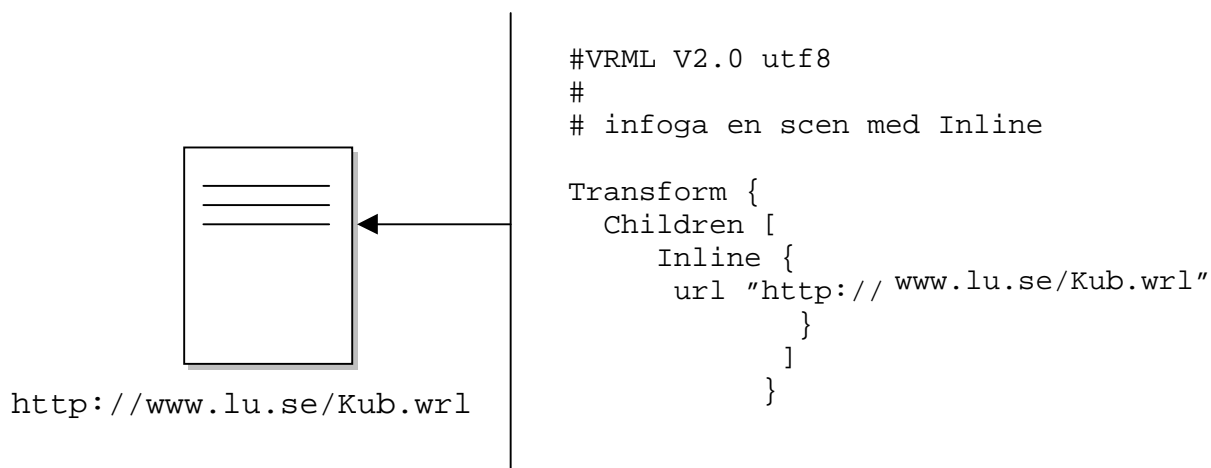 #VRML V2.0 utf8
#
# infoga en scen med Inline
Transform {
Children [
Inline {
url "http:// www.lu.se/Kub.wrl"
}
]
}
http://www.lu.se/Kub.wrl